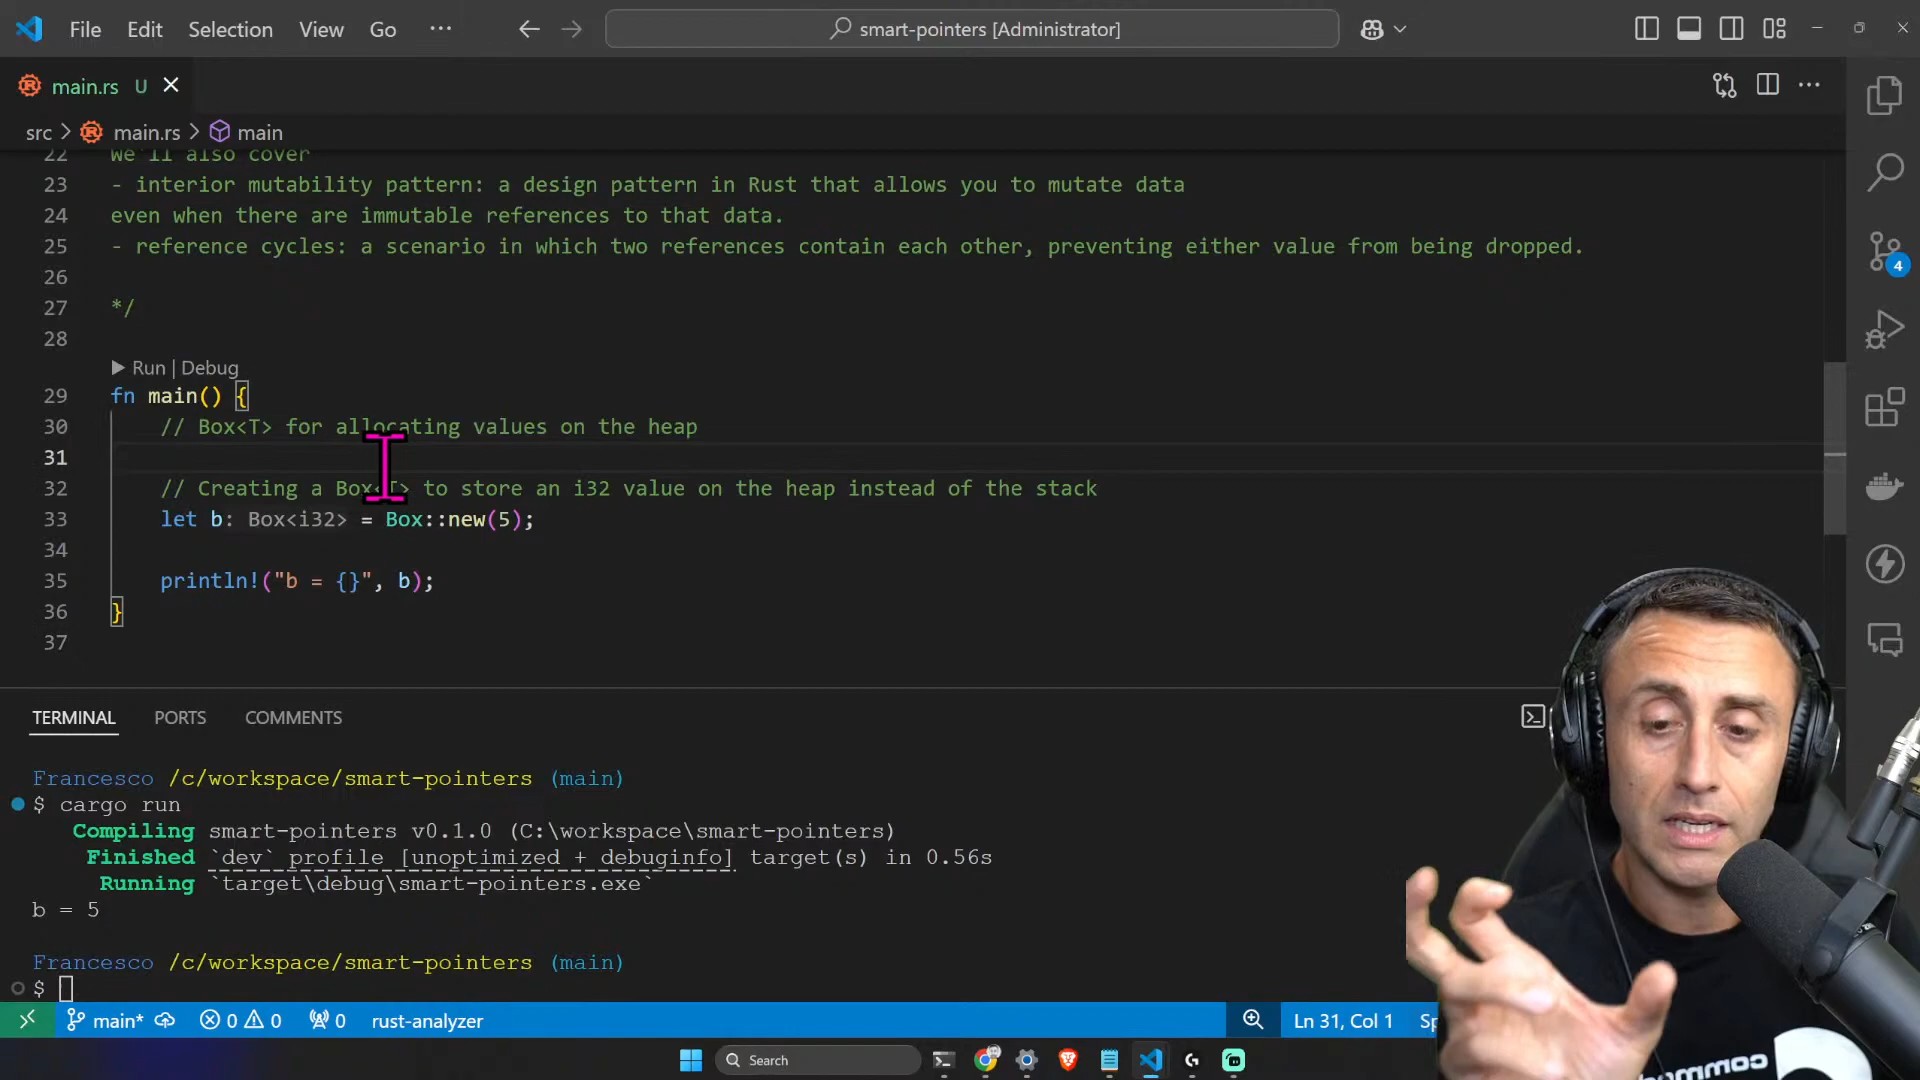 File Edit Selection View Go ··· smart-pointers [Administrator]
main.rs U
src > main.rs > main
22 we'll also cover
23 - interior mutability pattern: a design pattern in Rust that allows you to mutate data
24 even when there are immutable references to that data.
25 - reference cycles: a scenario in which two references contain each other, preventing either value from being dropped.
26
27 */
28
Run | Debug
29 fn main() {
30 // Box<T> for allocating values on the heap
31
32 // Creating a Box<T> to store an i32 value on the heap instead of the stack
33 let b: Box<i32> = Box::new(5);
34
35 println!("b = {}", b);
36 }
37
4
TERMINAL PORTS COMMENTS
Francesco /c/workspace/smart-pointers (main)
$ cargo run
Compiling smart-pointers v0.1.0 (C:\workspace\smart-pointers)
Finished `dev` profile [unoptimized + debuginfo] target(s) in 0.56s
Running `target\debug\smart-pointers.exe`
b = 5
Francesco /c/workspace/smart-pointers (main)
$
main* 0 0 0 rust-analyzer Ln 31, Col 1
Search